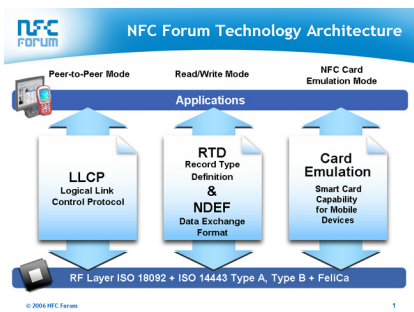 NFC
FORUM
NFC Forum Technology Architecture
Peer-to-Peer Mode
Read/Write Mode
NFC Card
Emulation Mode
Applications
LLCP
Logical Link
Control Protocol
RTD
Record Type
Definition
&
NDEF
Data Exchange
Format
Card
Emulation
Smart Card
Capability
for Mobile
Devices
RF Layer ISO 18092 + ISO 14443 Type A, Type B + FeliCa
© 2006 NFC Forum
1